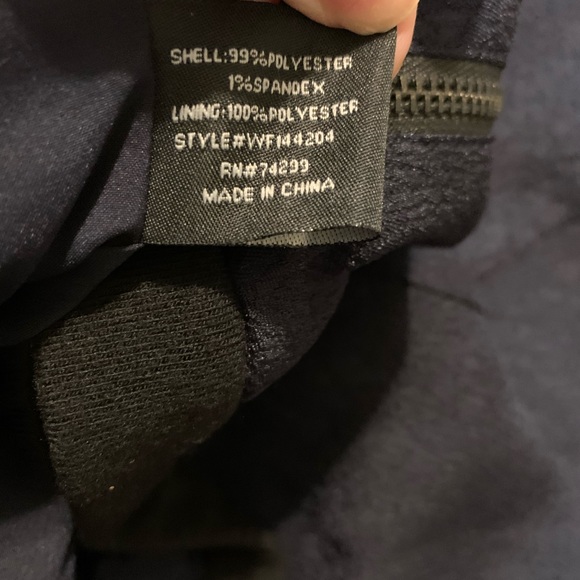 SHELL:99%POLYESTER
1%SPANDEX
LINING:100%POLYESTER
STYLE#WF144204
RN#74299
MADE IN CHINA